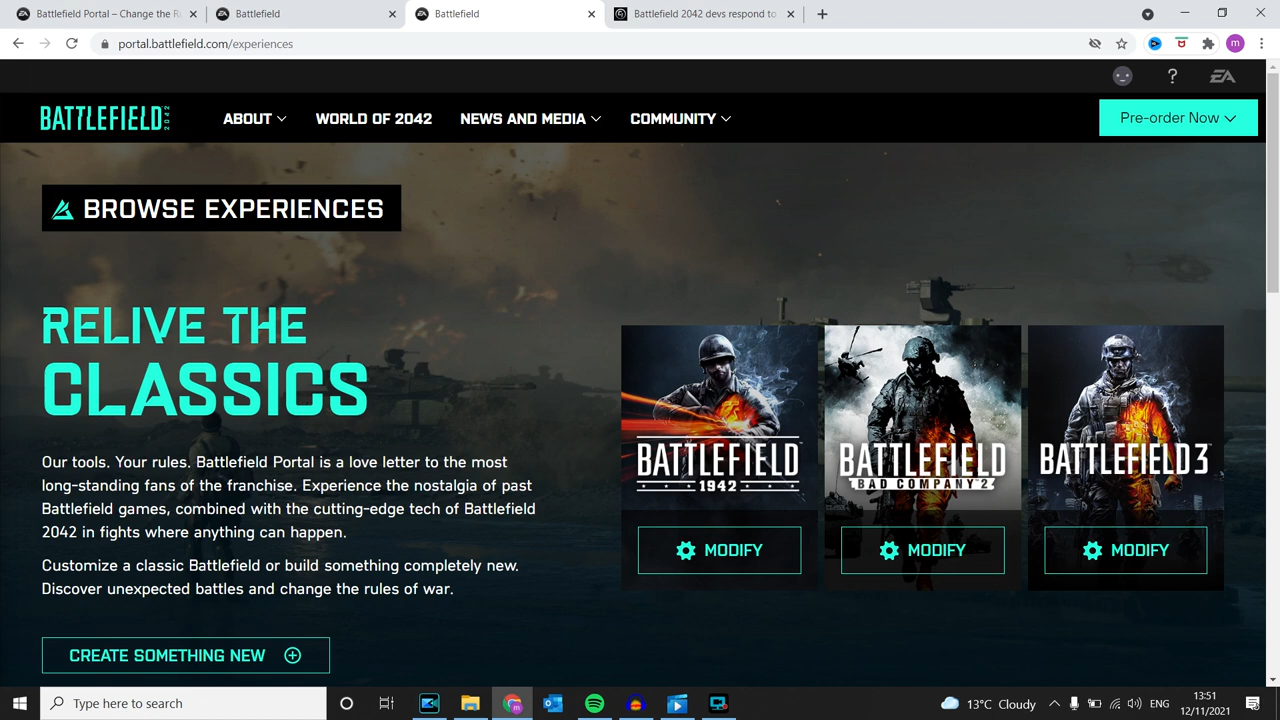 Battlefield Portal – Change the R
Battlefield
Battlefield
Battlefield 2042 devs respond to
portal.battlefield.com/experiences
m
? EA
BATTLEFIELD 2042
ABOUT
WORLD OF 2042
NEWS AND MEDIA
COMMUNITY
Pre-order Now
BROWSE EXPERIENCES
RELIVE THE
CLASSICS
Our tools. Your rules. Battlefield Portal is a love letter to the most
long-standing fans of the franchise. Experience the nostalgia of past
Battlefield games, combined with the cutting-edge tech of Battlefield
2042 in fights where anything can happen.
Customize a classic Battlefield or build something completely new.
Discover unexpected battles and change the rules of war.
CREATE SOMETHING NEW
BATTLEFIELD
1942
MODIFY
BATTLEFIELD
BAD COMPANY 2
MODIFY
BATTLEFIELD 3
MODIFY
Type here to search
13°C Cloudy
ENG
13:51
12/11/2021